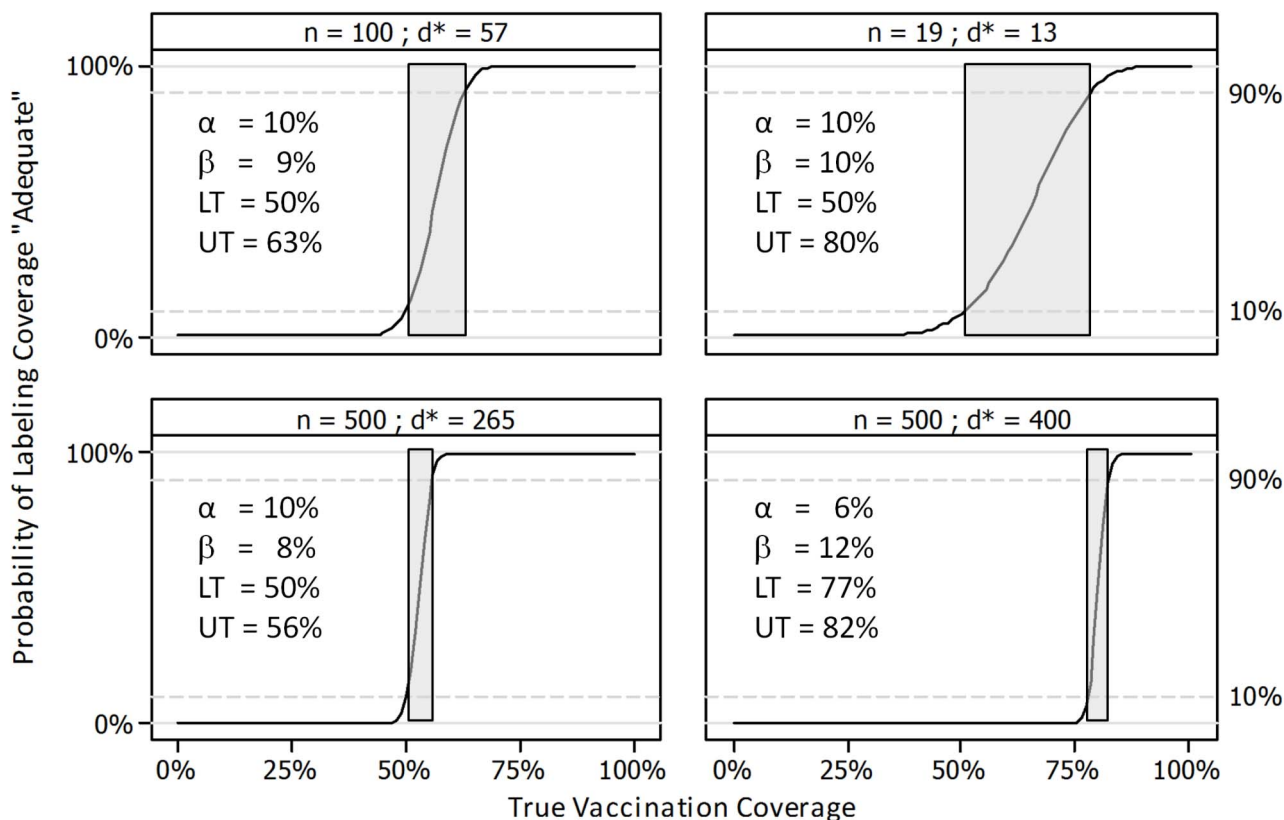 Probability of Labeling Coverage "Adequate"
n = 100 ; d* = 57
100%
0%
α = 10%
β = 9%
LT = 50%
UT = 63%
n = 19 ; d* = 13
α = 10%
β = 10%
LT = 50%
UT = 80%
90%
10%
n = 500 ; d* = 265
100%
0%
α = 10%
β = 8%
LT = 50%
UT = 56%
0% 25% 50% 75% 100%
n = 500 ; d* = 400
α = 6%
β = 12%
LT = 77%
UT = 82%
90%
10%
0% 25% 50% 75% 100%
True Vaccination Coverage